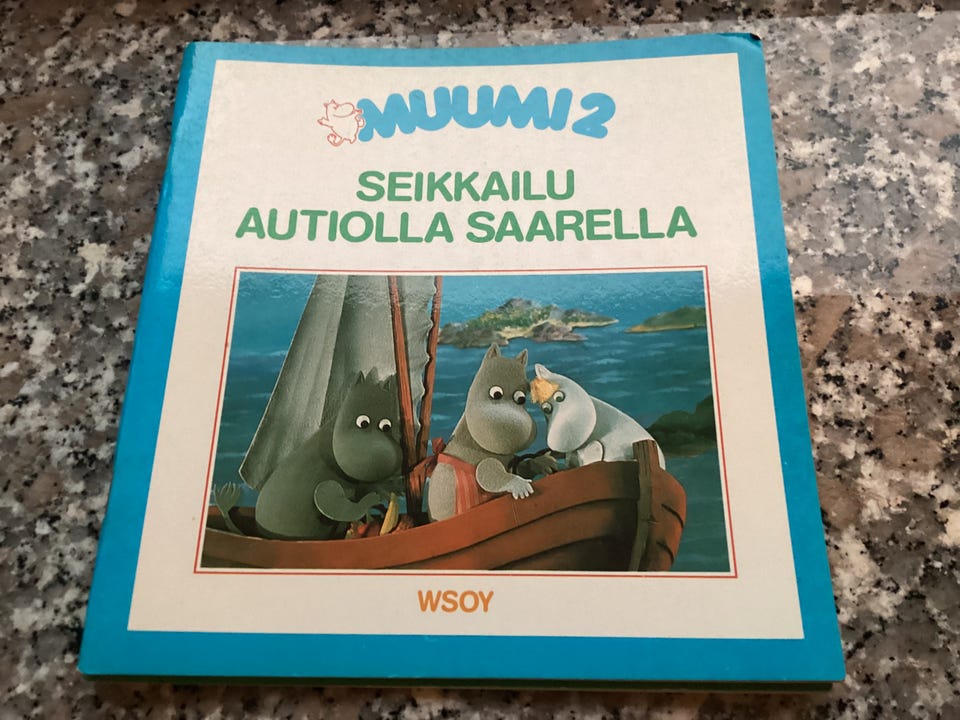 MUUMI 2
SEIKKAILU
AUTIOLLA SAARELLA
WSOY